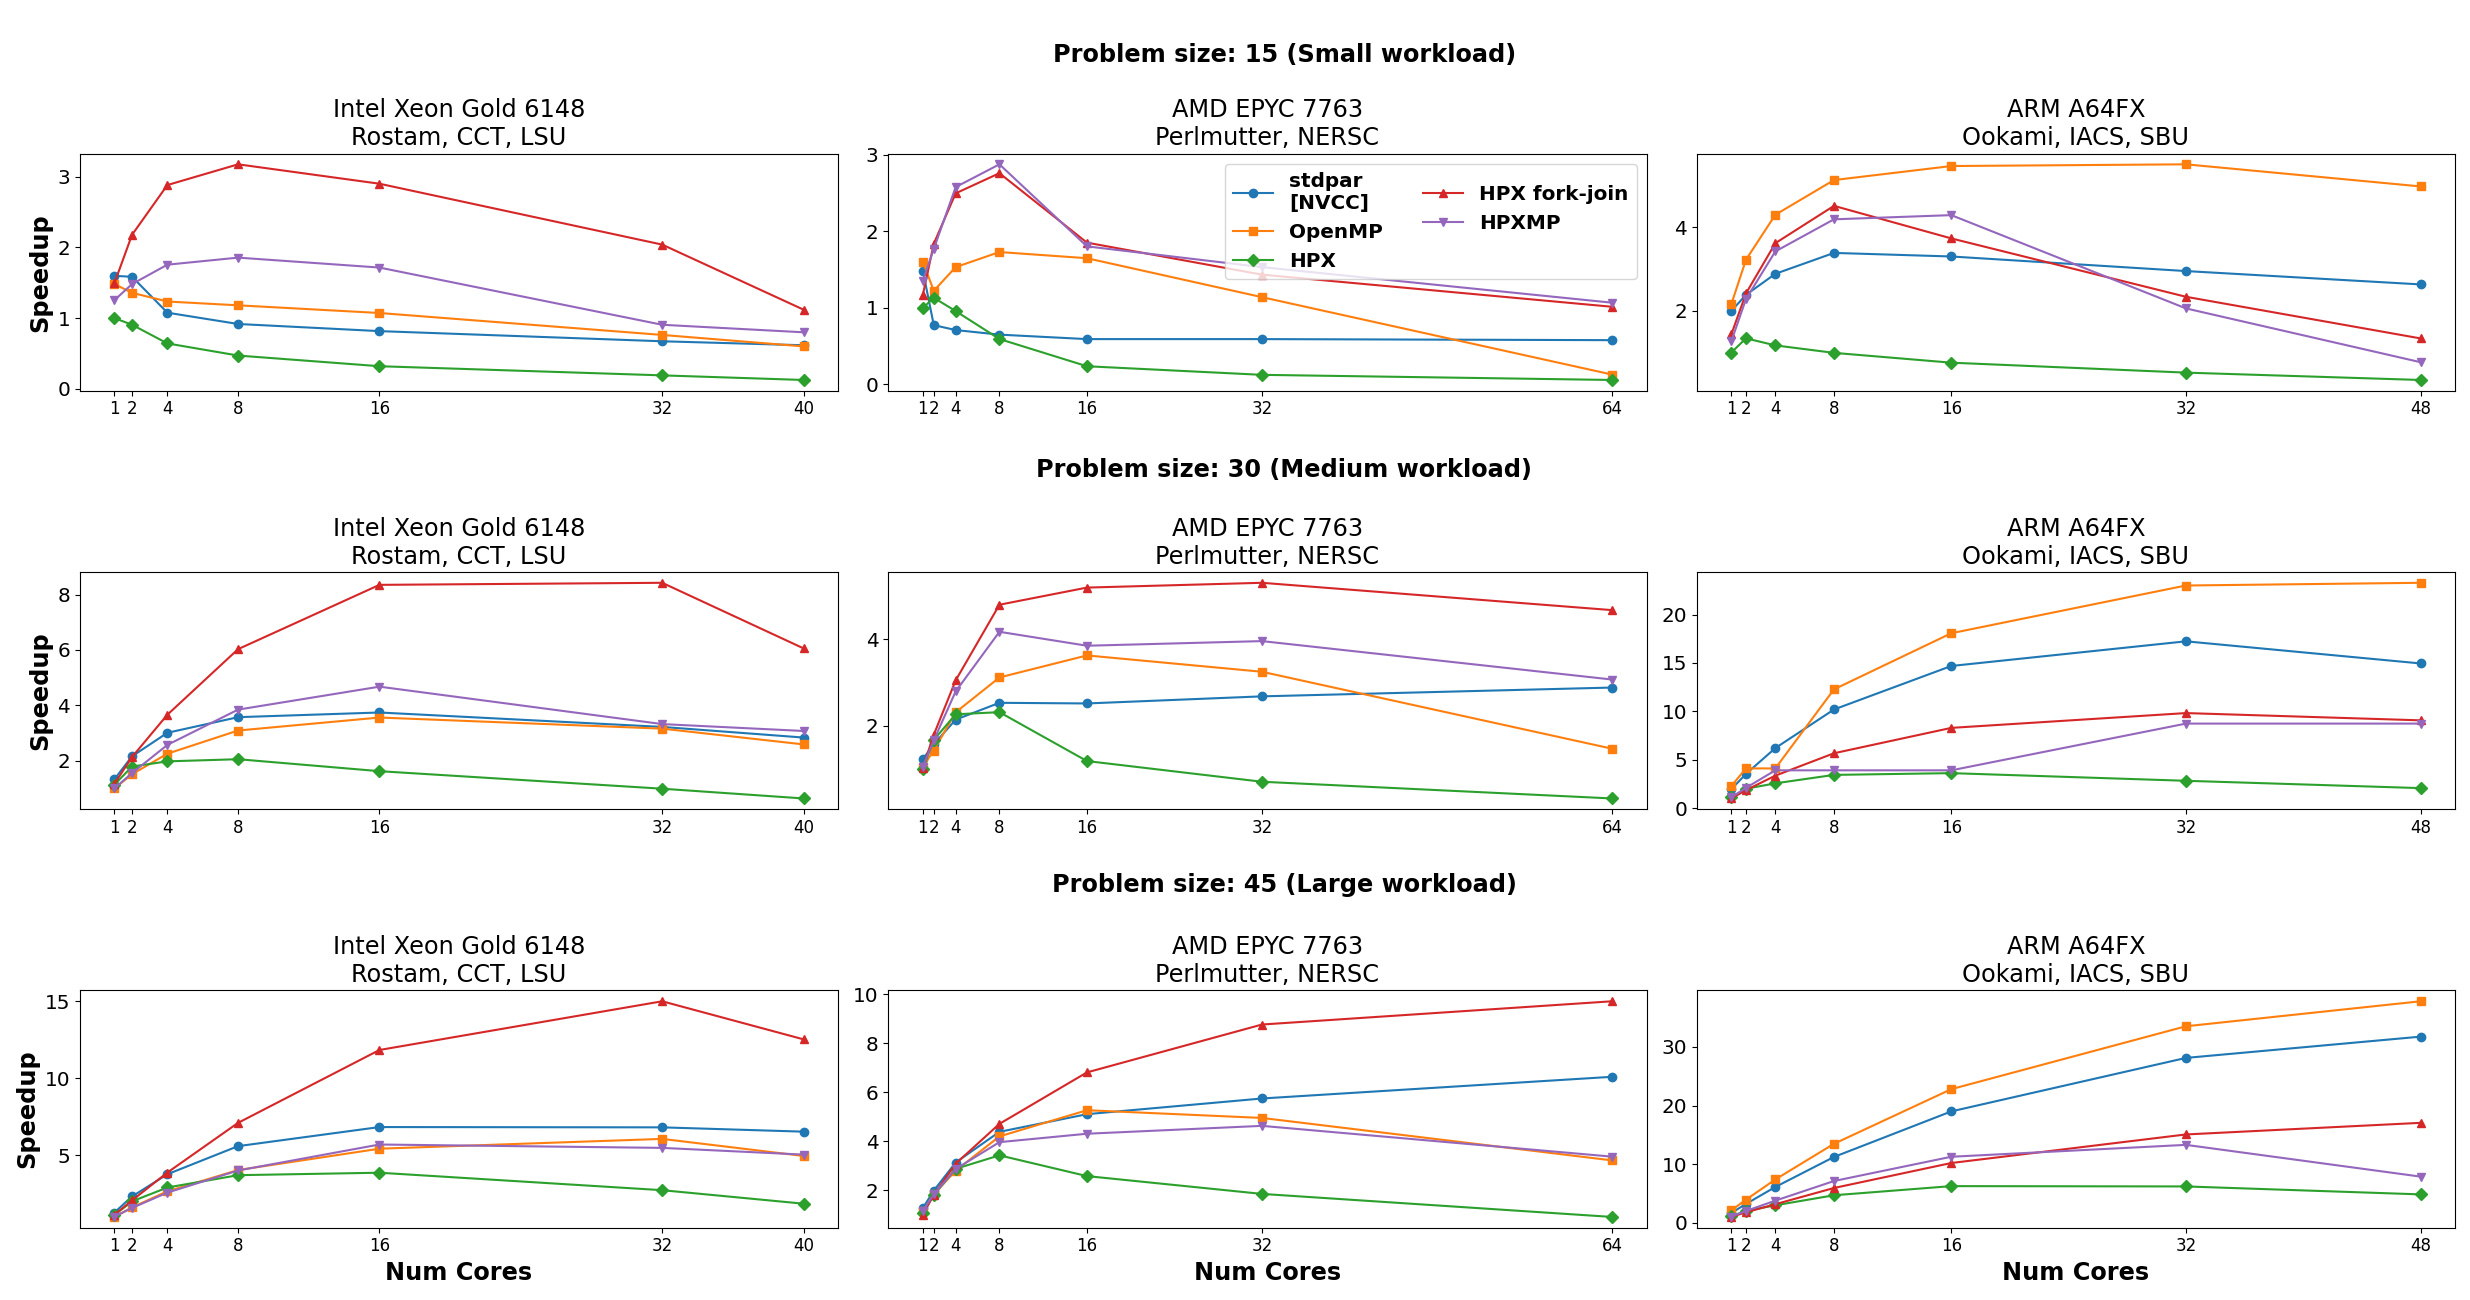 Problem size: 15 (Small workload)
Intel Xeon Gold 6148
Rostam, CCT, LSU
AMD EPYC 7763
Perlmutter, NERSC
ARM A64FX
Ookami, IACS, SBU
Speedup
3
2
1
0
1 2 4 8 16 32 40
3
2
1
0
1 2 4 8 16 32 64
stdpar
[NVCC]
OpenMP
HPX
HPX fork-join
HPXMP
4
2
1 2 4 8 16 32 48
Problem size: 30 (Medium workload)
Intel Xeon Gold 6148
Rostam, CCT, LSU
AMD EPYC 7763
Perlmutter, NERSC
ARM A64FX
Ookami, IACS, SBU
Speedup
8
6
4
2
1 2 4 8 16 32 40
4
2
1 2 4 8 16 32 64
20
15
10
5
0
1 2 4 8 16 32 48
Problem size: 45 (Large workload)
Intel Xeon Gold 6148
Rostam, CCT, LSU
AMD EPYC 7763
Perlmutter, NERSC
ARM A64FX
Ookami, IACS, SBU
Speedup
15
10
5
1 2 4 8 16 32 40
Num Cores
10
8
6
4
2
1 2 4 8 16 32 64
Num Cores
30
20
10
0
1 2 4 8 16 32 48
Num Cores